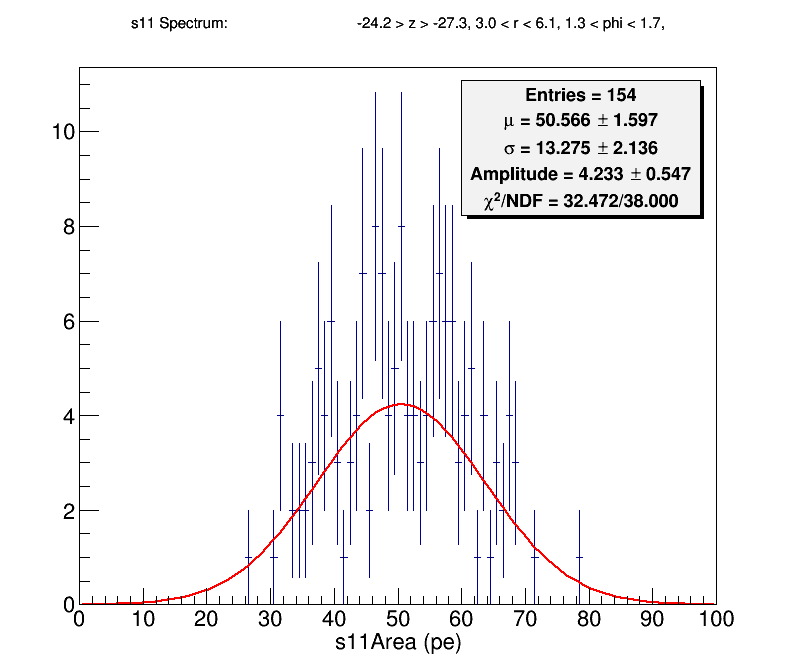 s11 Spectrum: -24.2 > z > -27.3, 3.0 < r < 6.1, 1.3 < phi < 1.7,
Entries = 154
μ = 50.566 ± 1.597
σ = 13.275 ± 2.136
Amplitude = 4.233 ± 0.547
χ²/NDF = 32.472/38.000
10
8
6
4
2
0
0 10 20 30 40 50 60 70 80 90 100
s11Area (pe)